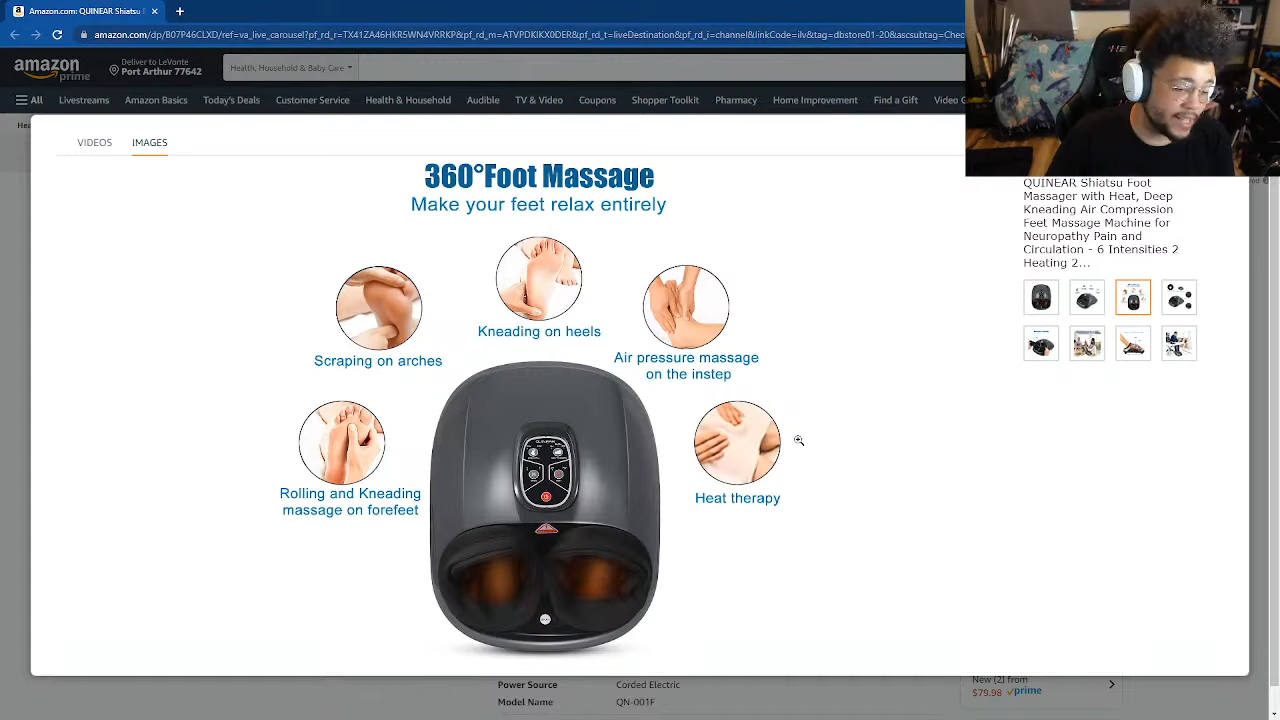 Amazon.com: QUINEAR Shiatsu
amazon.com/dp/B07P46CLXD/ref=va_live_carousel?pf_rd_r=TX41ZA46HKR5WN4VRRKP&pf_rd_m=ATVPDKIKX0DER&pf_rd_t=liveDestination&pf_rd_i=channel&linkCode=ilv&tag=dbstore01-20&ascsubtag=Chec
amazon
prime
Deliver to LeVonte
Port Arthur 77642
Health, Household & Baby Care
All Livestreams Amazon Basics Today's Deals Customer Service Health & Household Audible TV & Video Coupons Shopper Toolkit Pharmacy Home Improvement Find a Gift Video G
Hea
VIDEOS IMAGES
360°Foot Massage
Make your feet relax entirely
Kneading on heels
Scraping on arches
Air pressure massage
on the instep
Rolling and Kneading
massage on forefeet
Heat therapy
QUINEAR
QUINEAR Shiatsu Foot
Massager with Heat, Deep
Kneading Air Compression
Feet Massage Machine for
Neuropathy Pain and
Circulation - 6 Intensities 2
Heating 2...
Power Source Corded Electric
Model Name QN-001F
New (2) from
$79.98 prime